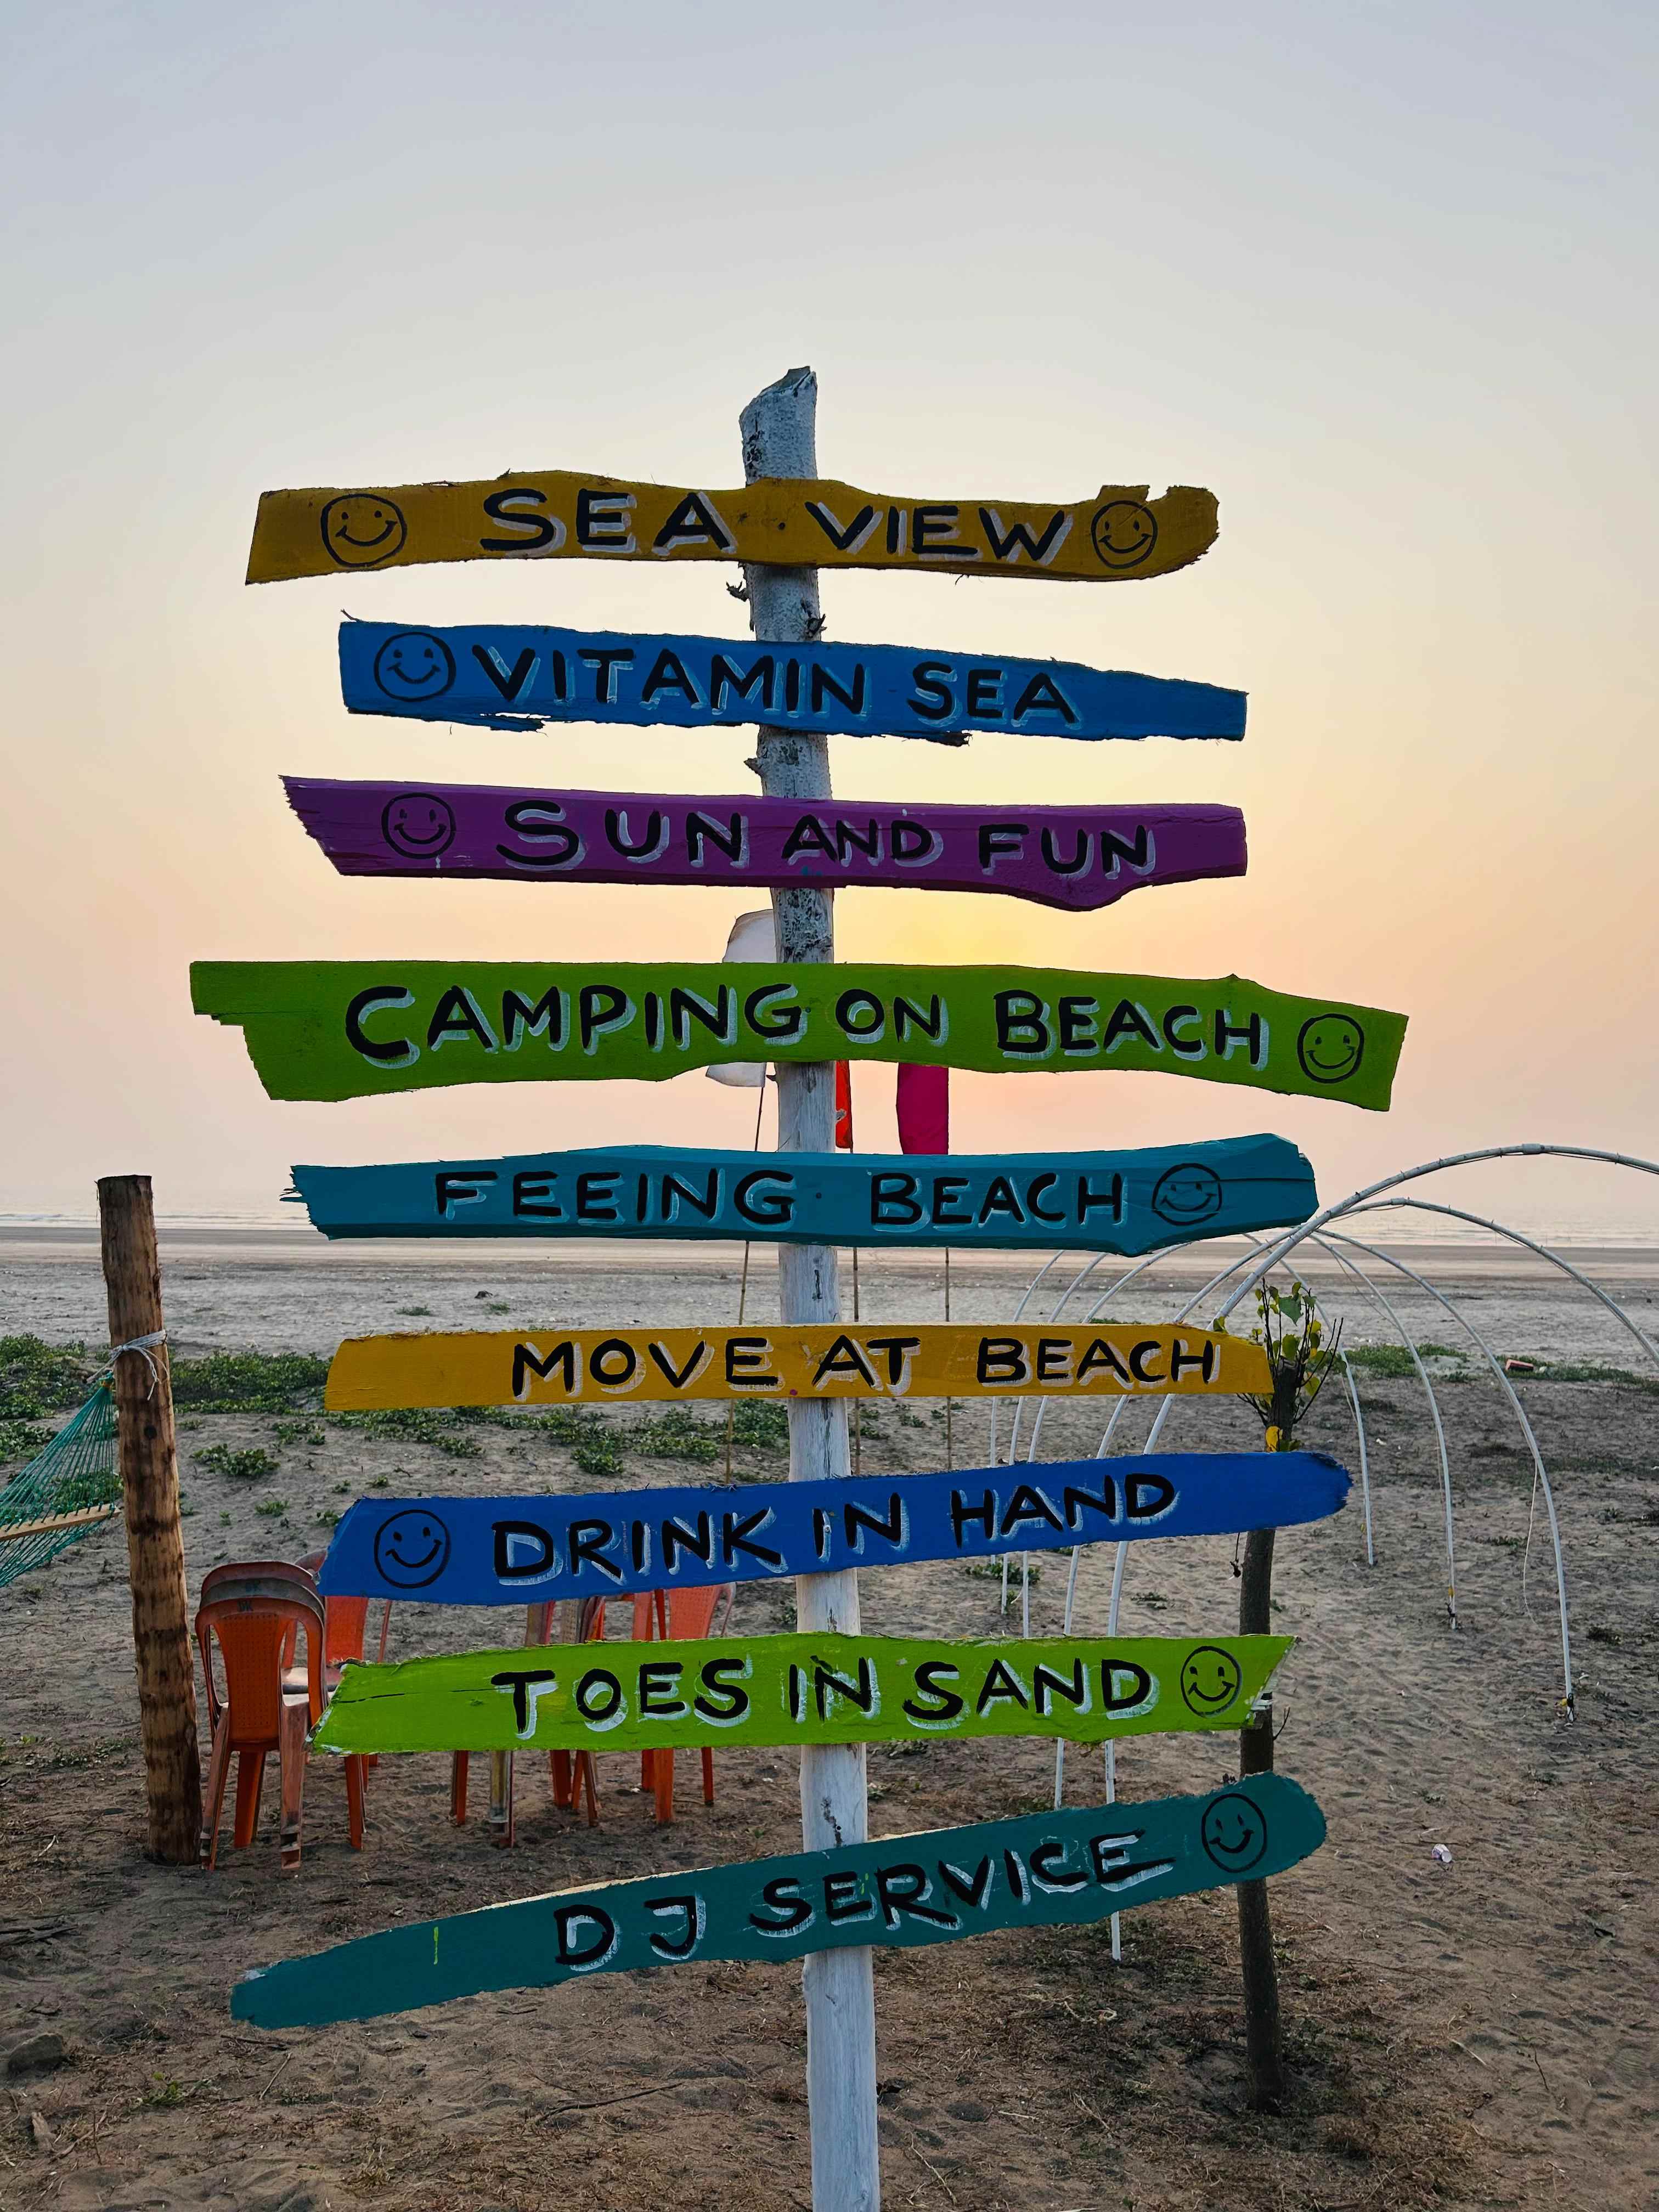 SEA VIEW
VITAMIN SEA
SUN AND FUN
CAMPING ON BEACH
FEEING BEACH
MOVE AT BEACH
DRINK IN HAND
TOES IN SAND
DJ SERVICE